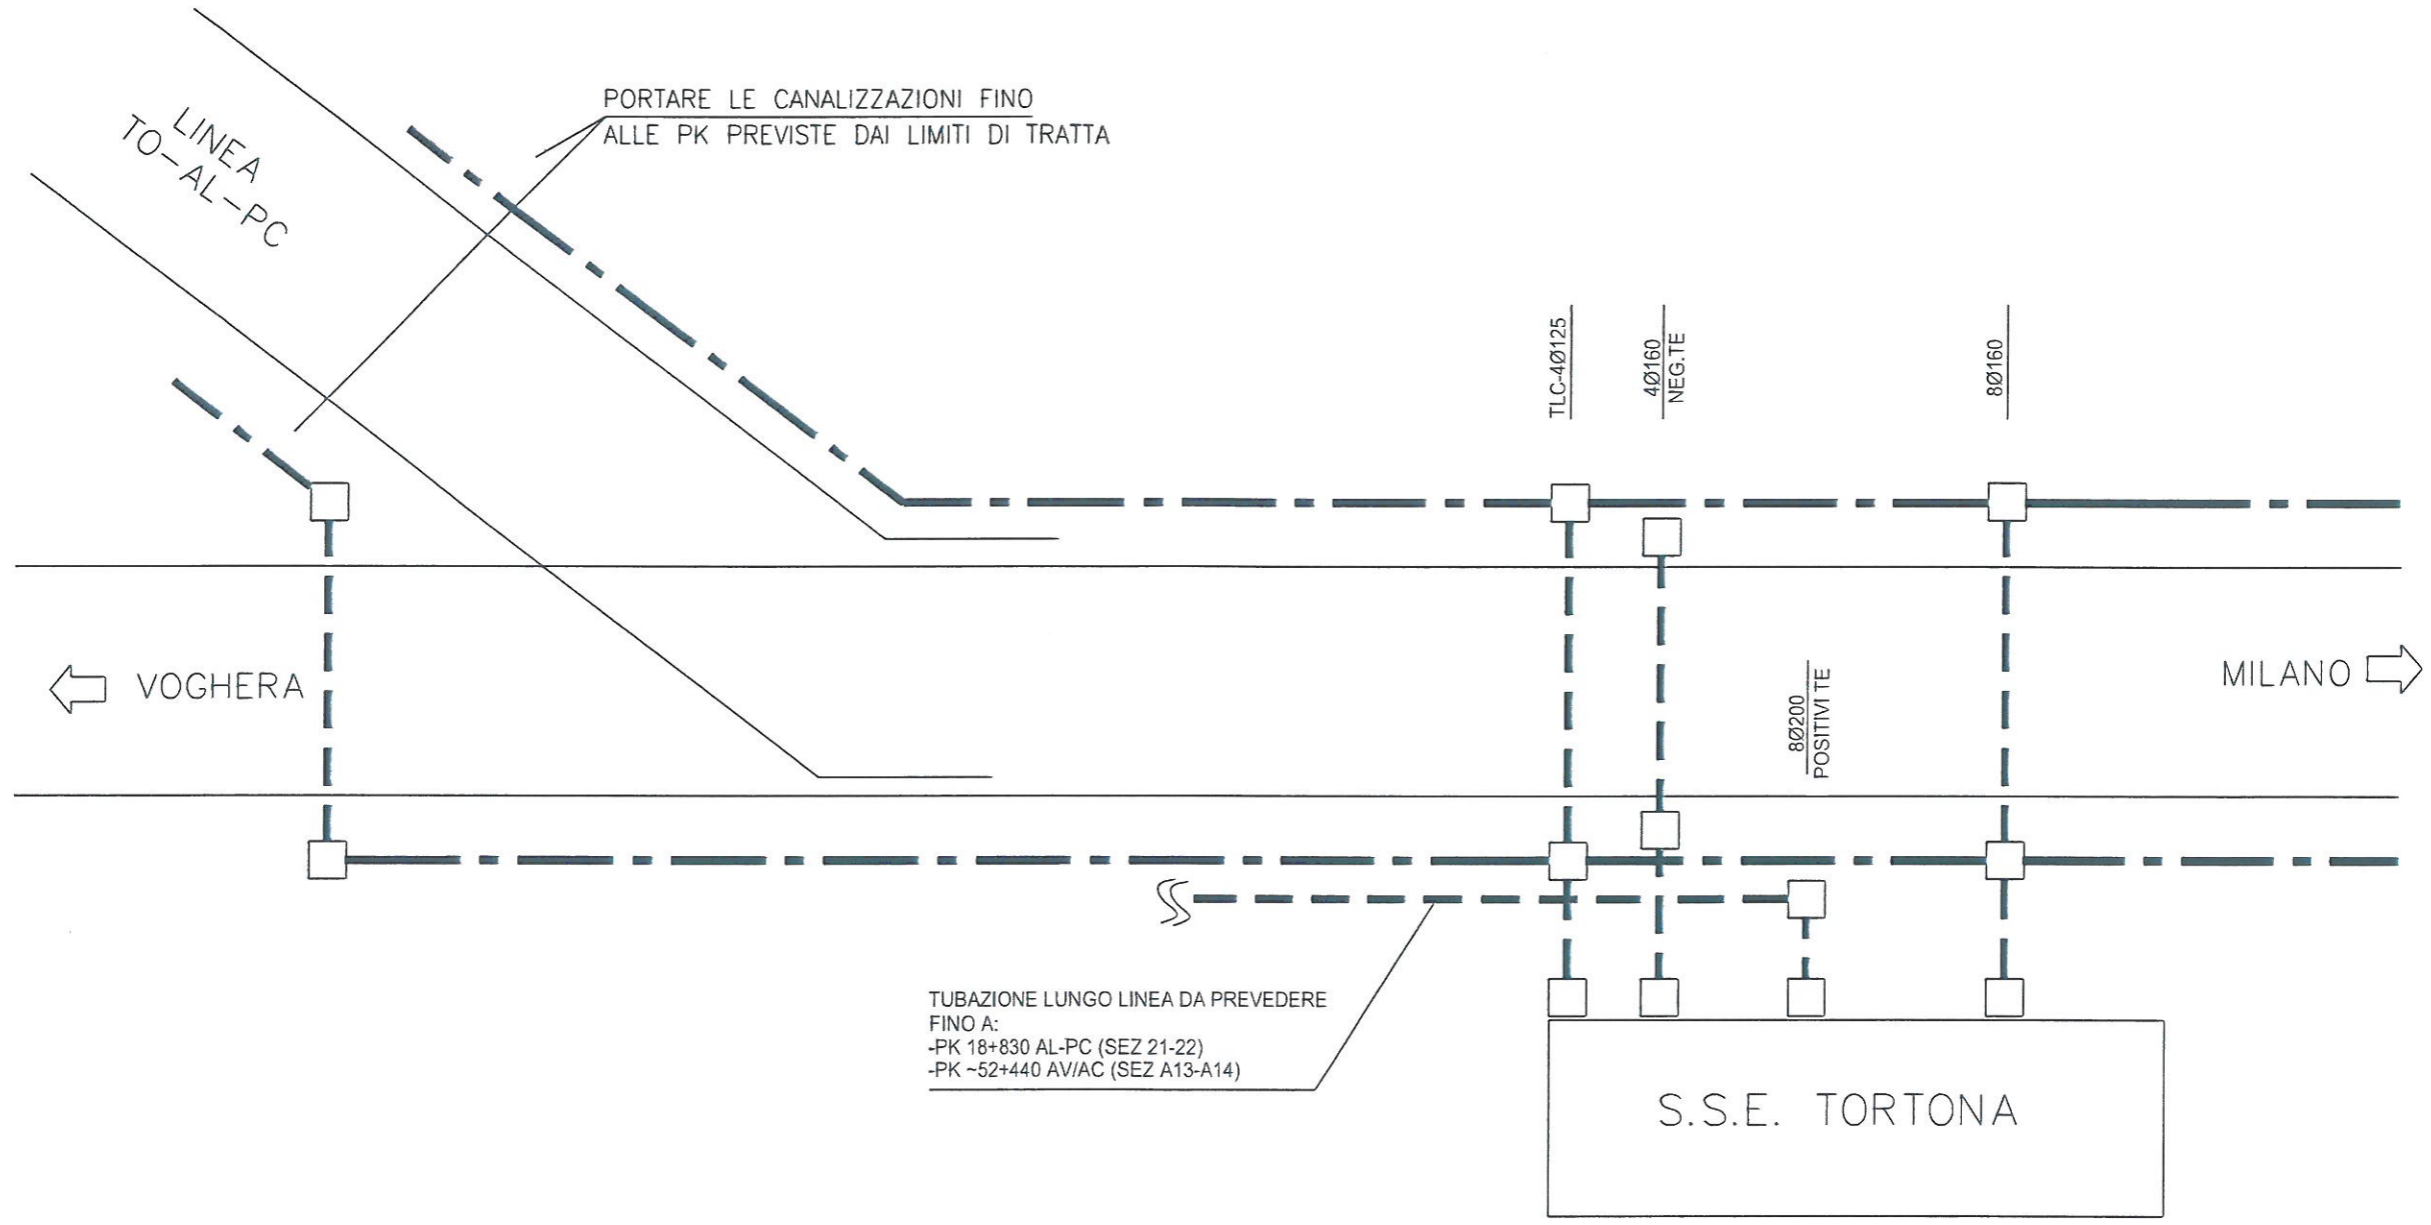 PORTARE LE CANALIZZAZIONI FINO
ALLE PK PREVISTE DAI LIMITI DI TRATTA
LINEA
TO-AL-PC
TLC-4Ø125
4Ø160
NEG.TE
8Ø160
VOGHERA
MILANO
8Ø200
POSITIVI TE
TUBAZIONE LUNGO LINEA DA PREVEDERE
FINO A:
-PK 18+830 AL-PC (SEZ 21-22)
-PK ~52+440 AV/AC (SEZ A13-A14)
S.S.E. TORTONA